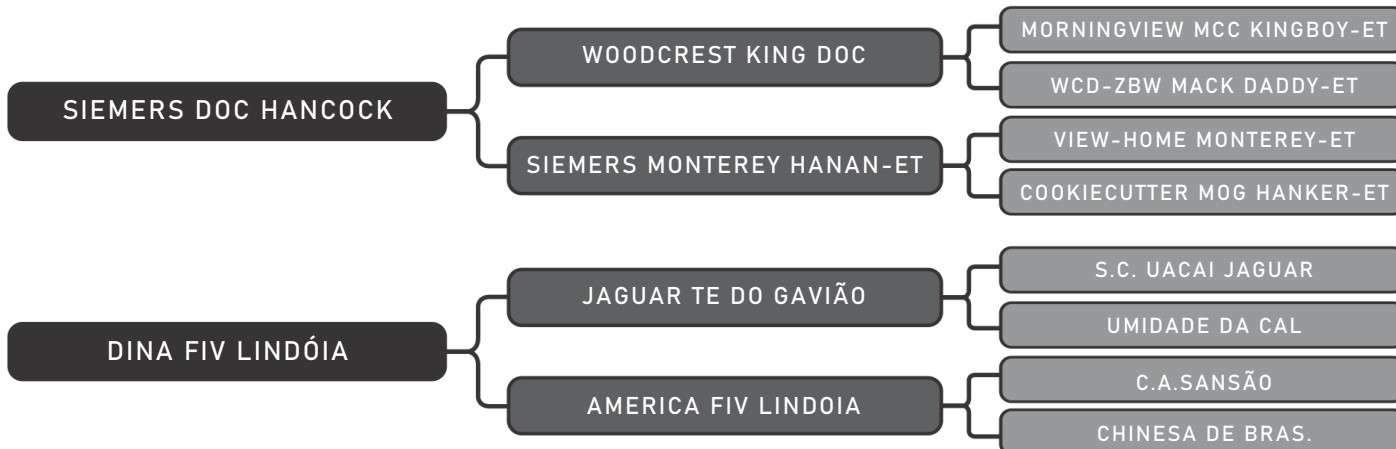 SIEMERS DOC HANCOCK
WOODCREST KING DOC
MORNINGVIEW MCC KINGBOY-ET
WCD-ZBW MACK DADDY-ET
SIEMERS MONTEREY HANAN-ET
VIEW-HOME MONTEREY-ET
COOKIECUTTER MOG HANKER-ET
DINA FIV LINDÓIA
JAGUAR TE DO GAVIÃO
S.C. UACAI JAGUAR
UMIDADE DA CAL
AMERICA FIV LINDOIA
C.A.SANSÃO
CHINESA DE BRAS.